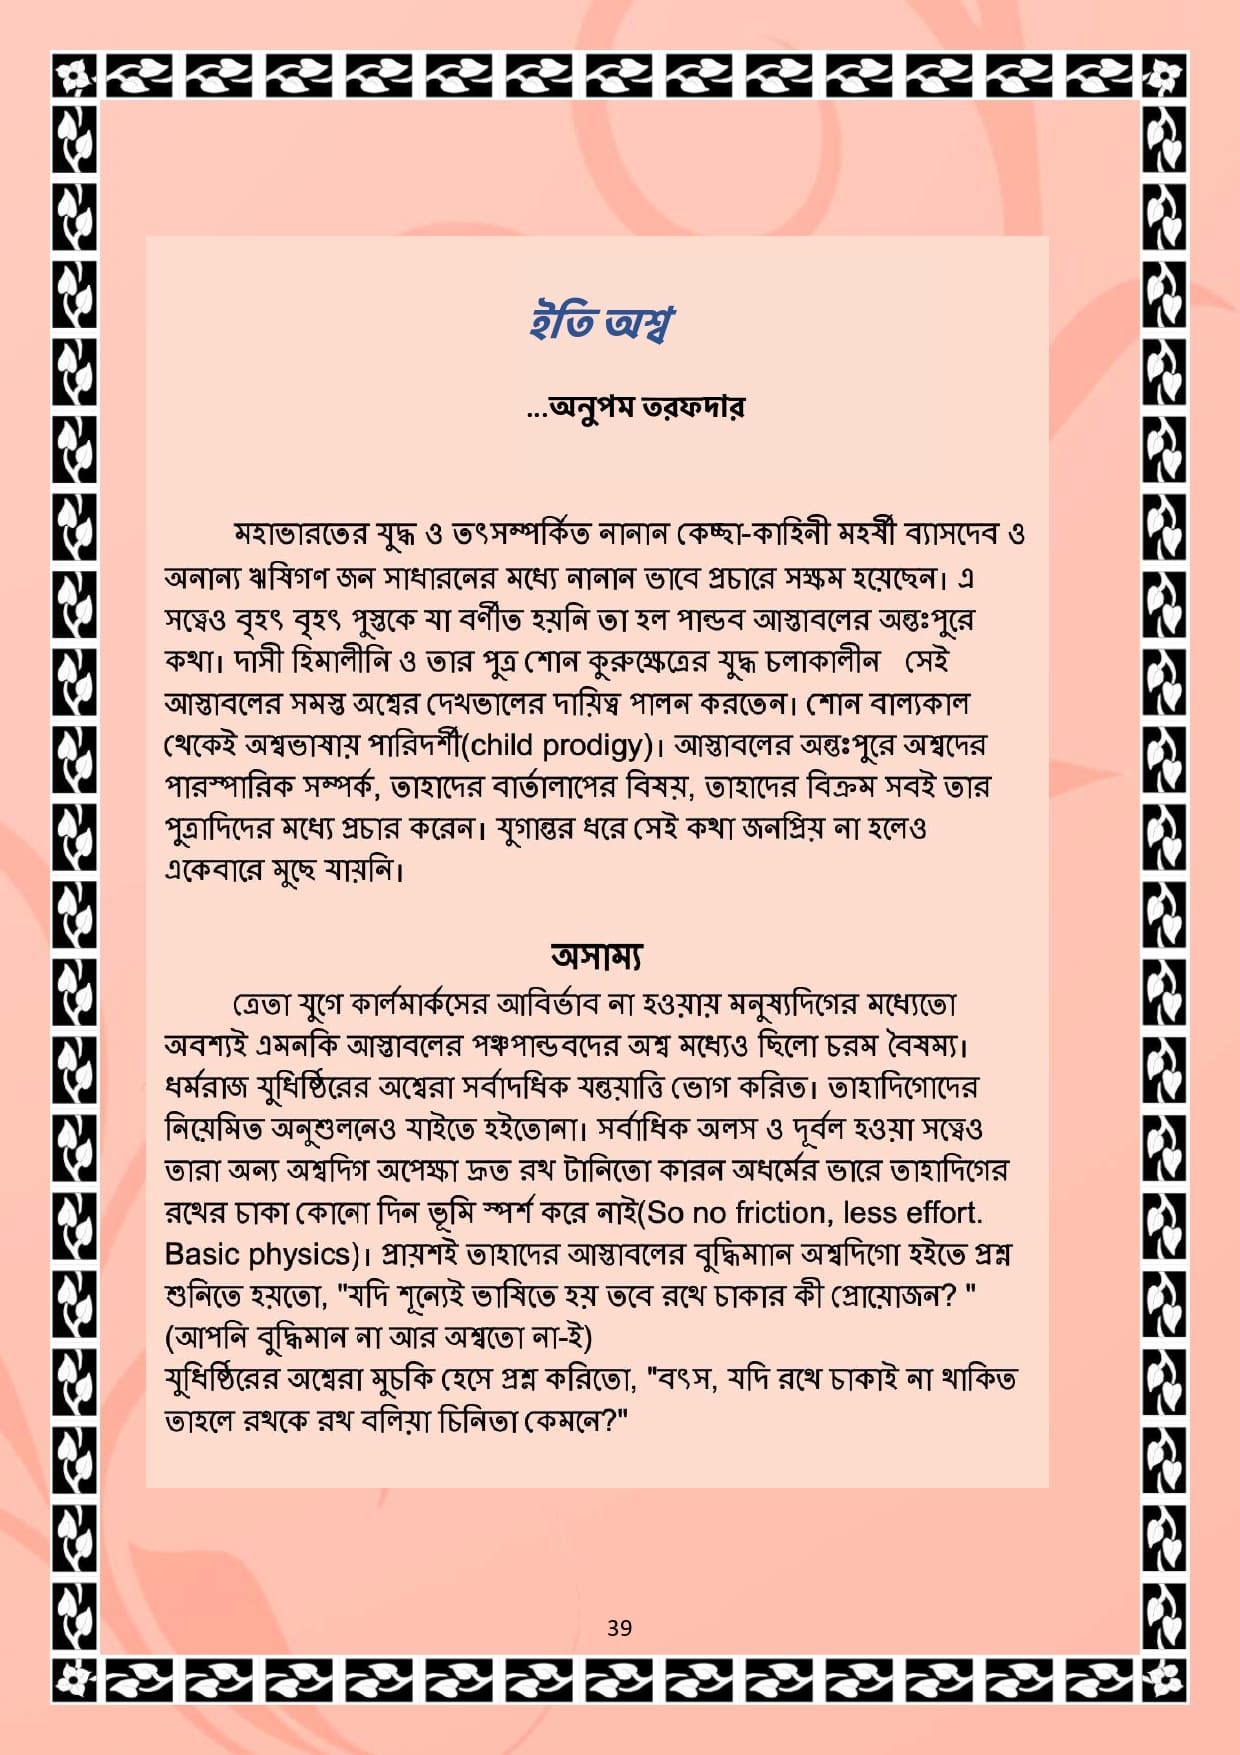 ইতি অশ্ব
...অনুপম তরফদার
মহাভারতের যুদ্ধ ও তৎসম্পর্কিত নানান কেচ্ছা-কাহিনী মহর্ষী ব্যাসদেব ও
অনান্য ঋষিগণ জন সাধারনের মধ্যে নানান ভাবে প্রচারে সক্ষম হয়েছেন। এ
সত্ত্বেও বৃহৎ বৃহৎ পুস্তকে যা বর্ণীত হয়নি তা হল পান্ডব আস্তাবলের অন্তঃপুরে
কথা। দাসী হিমালীনি ও তার পুত্র শোন কুরুক্ষেত্রের যুদ্ধ চলাকালীন সেই
আস্তাবলের সমস্ত অশ্বের দেখভালের দায়িত্ব পালন করতেন। শোন বাল্যকাল
থেকেই অশ্বভাষায় পারিদর্শী(child prodigy)। আস্তাবলের অন্তঃপুরে অশ্বদের
পারস্পারিক সম্পর্ক, তাহাদের বার্তালাপের বিষয়, তাহাদের বিক্রম সবই তার
পুত্রাদিদের মধ্যে প্রচার করেন। যুগান্তর ধরে সেই কথা জনপ্রিয় না হলেও
একেবারে মুছে যায়নি।
অসাম্য
ত্রেতা যুগে কার্লমার্কসের আবির্ভাব না হওয়ায় মনুষ্যদিগের মধ্যেতো
অবশ্যই এমনকি আস্তাবলের পঞ্চপান্ডবদের অশ্ব মধ্যেও ছিলো চরম বৈষম্য।
ধর্মরাজ যুধিষ্ঠিরের অশ্বেরা সর্বাদধিক যন্তয়াত্তি ভোগ করিত। তাহাদিগোদের
নিয়েমিত অনুশুলনেও যাইতে হইতোনা। সর্বাধিক অলস ও দূর্বল হওয়া সত্ত্বেও
তারা অন্য অশ্বদিগ অপেক্ষা দ্রুত রথ টানিতো কারন অধর্মের ভারে তাহাদিগের
রথের চাকা কোনো দিন ভূমি স্পর্শ করে নাই(So no friction, less effort.
Basic physics)। প্রায়শই তাহাদের আস্তাবলের বুদ্ধিমাান অশ্বদিগো হইতে প্রশ্ন
শুনিতে হয়তো, "যদি শূন্যেই ভাষিতে হয় তবে রথে চাকার কী প্রোয়োজন? "
(আপনি বুদ্ধিমান না আর অশ্বতো না-ই)
যুধিষ্ঠিরের অশ্বেরা মুচকি হেসে প্রশ্ন করিতো, "বৎস, যদি রথে চাকাই না থাকিত
তাহলে রথকে রথ বলিয়া চিনিতা কেমনে?"
39